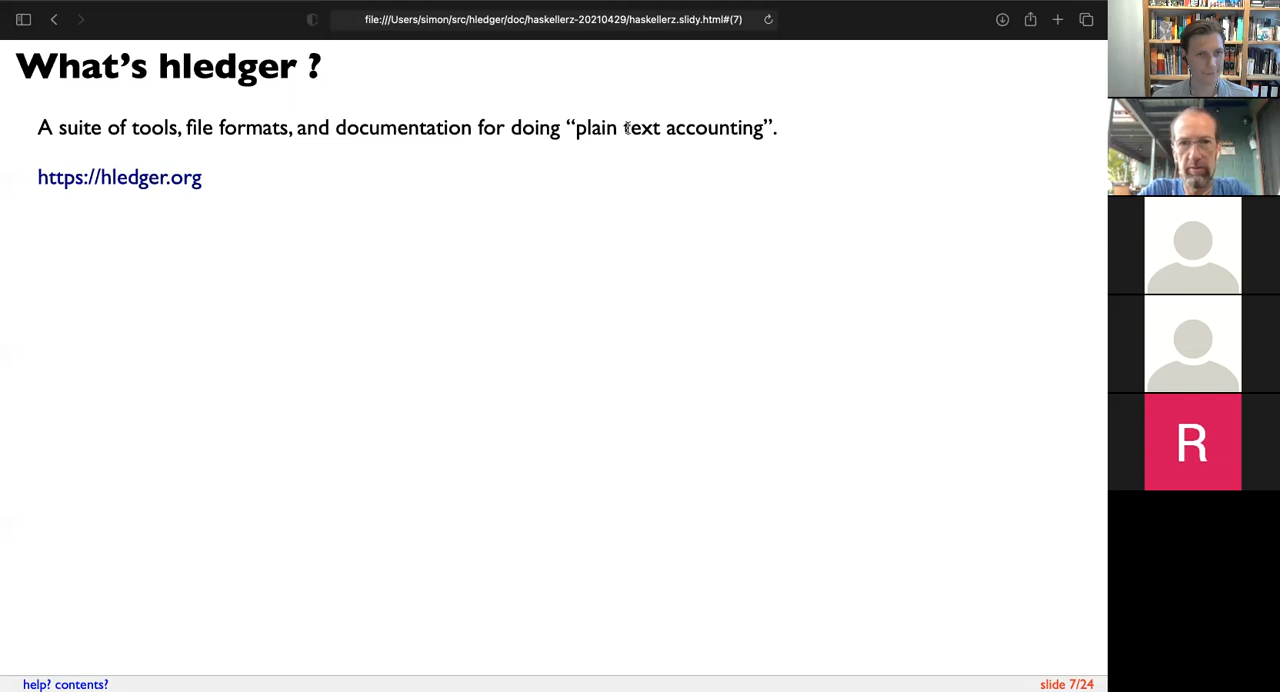 file:///Users/simon/src/hledger/doc/haskellerz-20210429/haskellerz.slidy.html#(7)
What’s hledger ?
A suite of tools, file formats, and documentation for doing “plain text accounting”.
https://hledger.org
R
help? contents?
slide 7/24